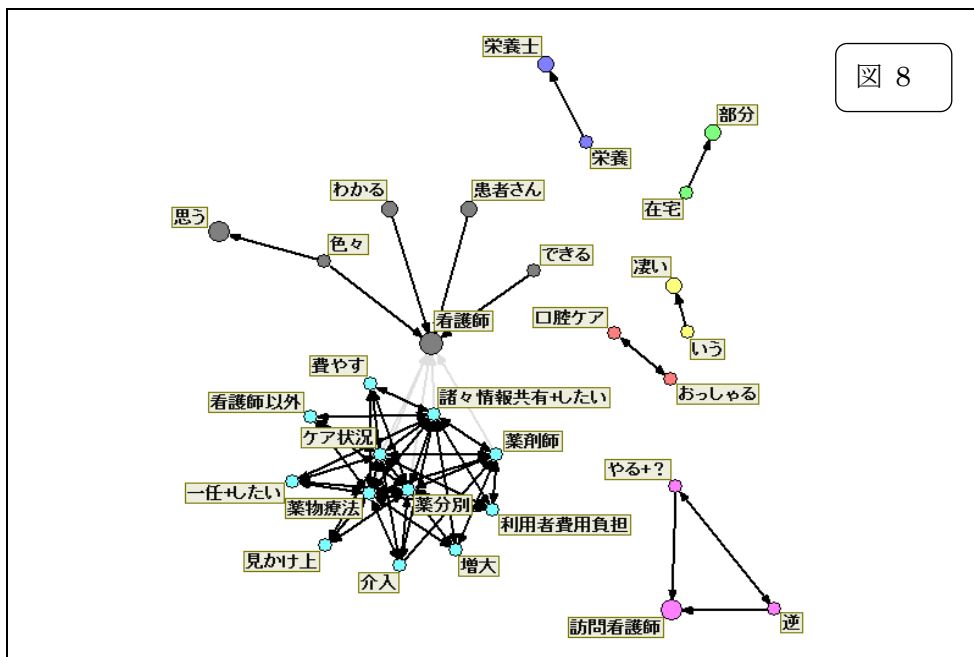 図 8
栄養士
栄養
部分
在宅
わかる
患者さん
思う
色々
できる
凄い
いう
看護師
口腔ケア
おっしゃる
費やす
諸々情報共有+したい
看護師以外
ケア状況
薬剤師
一任+したい
薬物療法
薬分別
利用者費用負担
見かけ上
介入
増大
やる+?
訪問看護師
逆